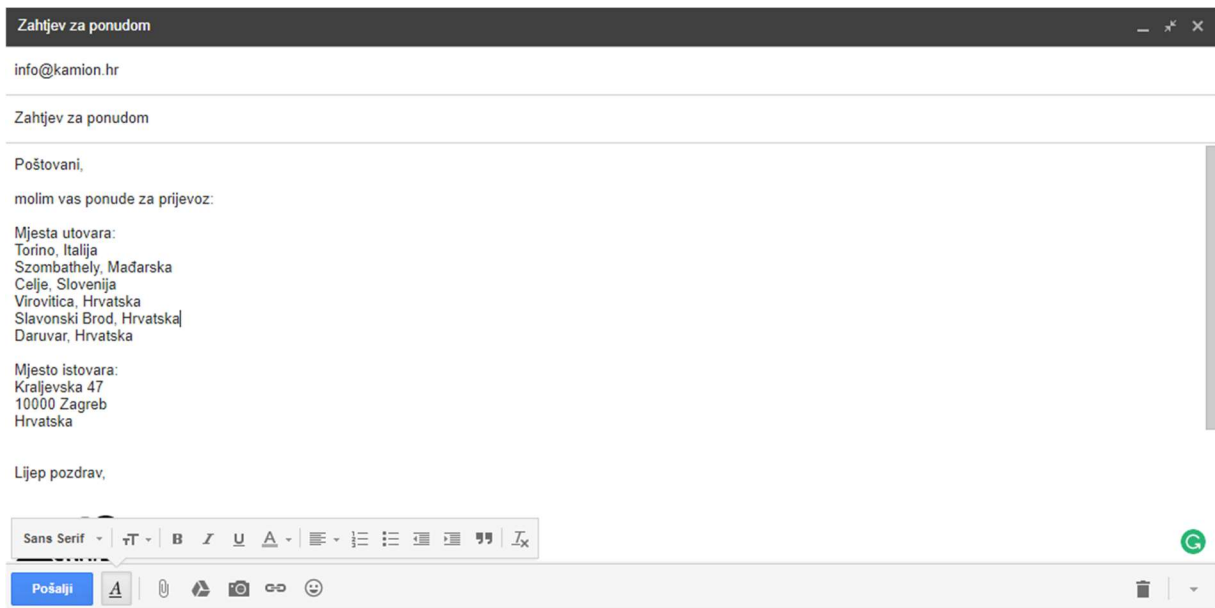 Zahtjev za ponudom
info@kamion.hr
Zahtjev za ponudom
Poštovani,
molim vas ponude za prijevoz:
Mjesta utovara:
Torino, Italija
Szombathely, Mađarska
Celje, Slovenija
Virovitica, Hrvatska
Slavonski Brod, Hrvatska
Daruvar, Hrvatska
Mjesto istovara:
Kraljevska 47
10000 Zagreb
Hrvatska
Lijep pozdrav,
Sans Serif
Pošalji